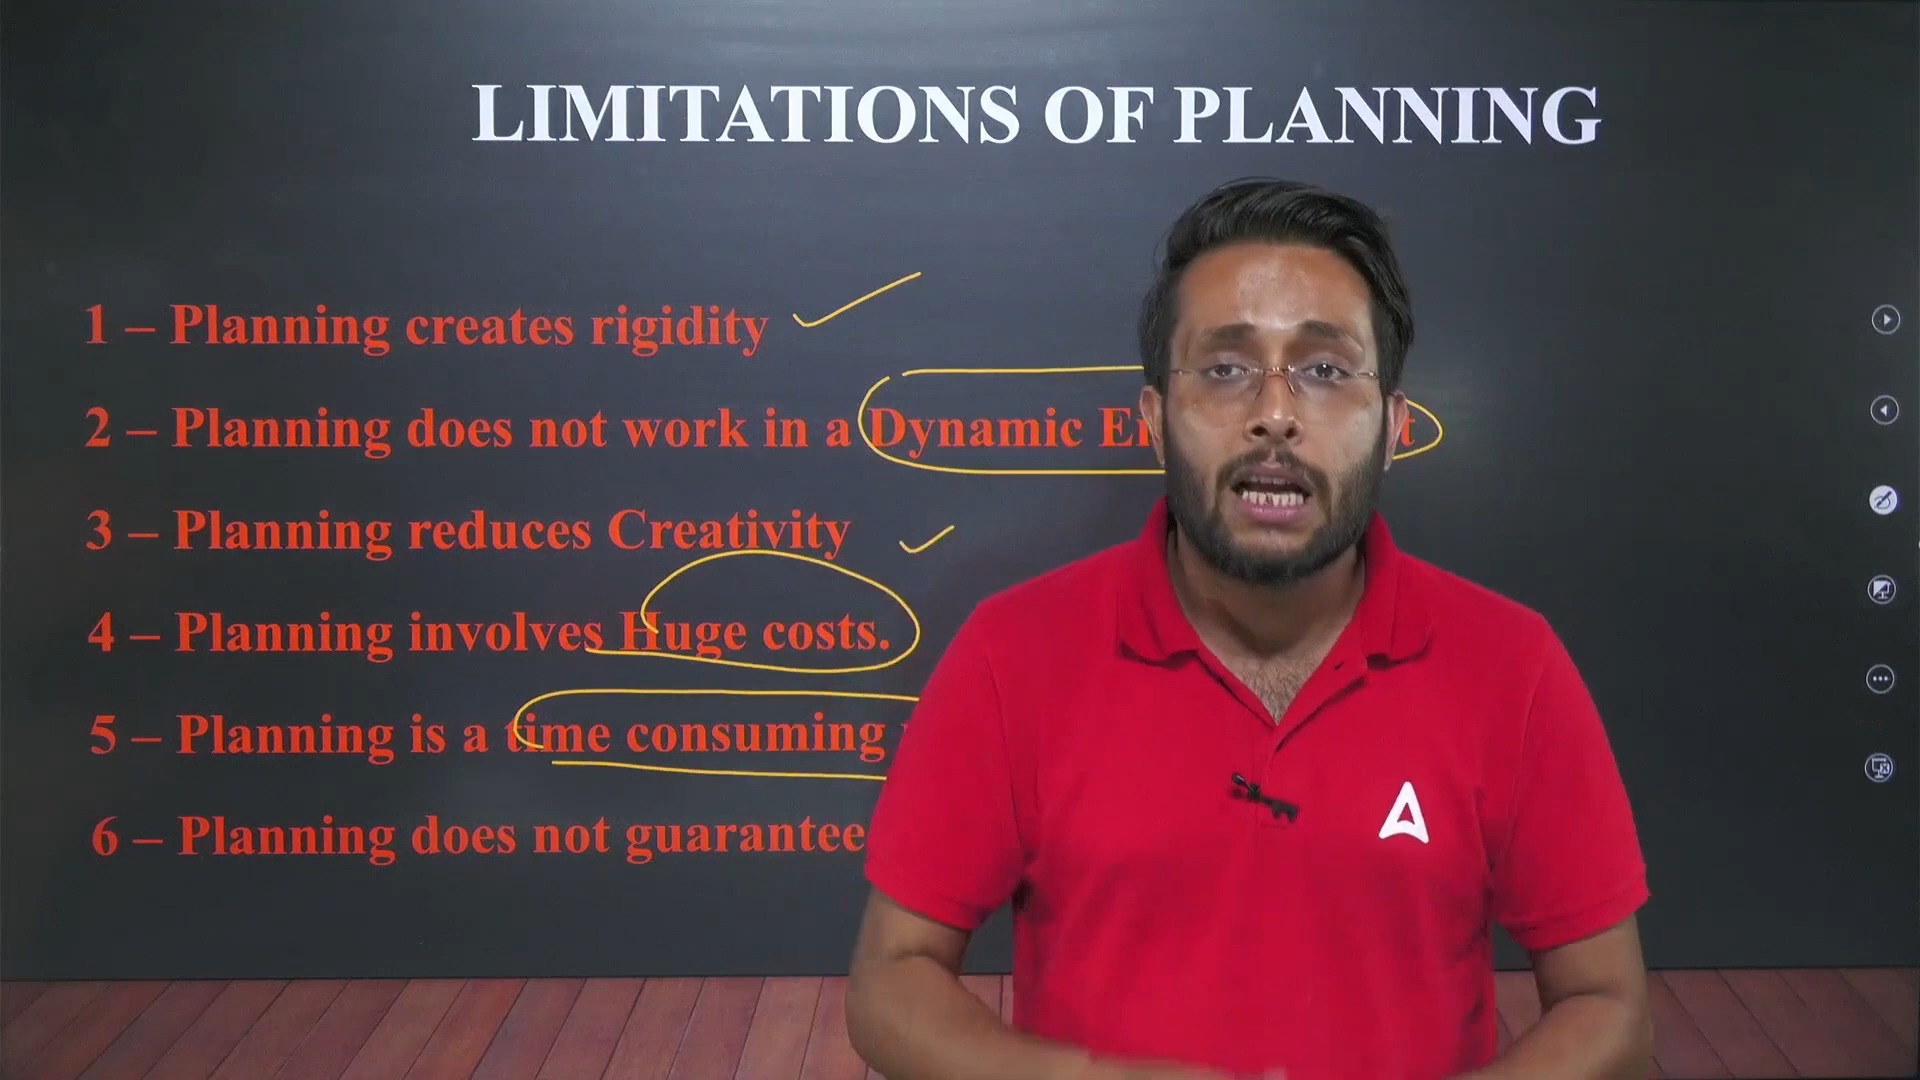 LIMITATIONS OF PLANNING
1 – Planning creates rigidity
2 – Planning does not work in a Dynamic
3 – Planning reduces Creativity
4 – Planning involves Huge costs.
5 – Planning is a time consuming
6 – Planning does not guarantee